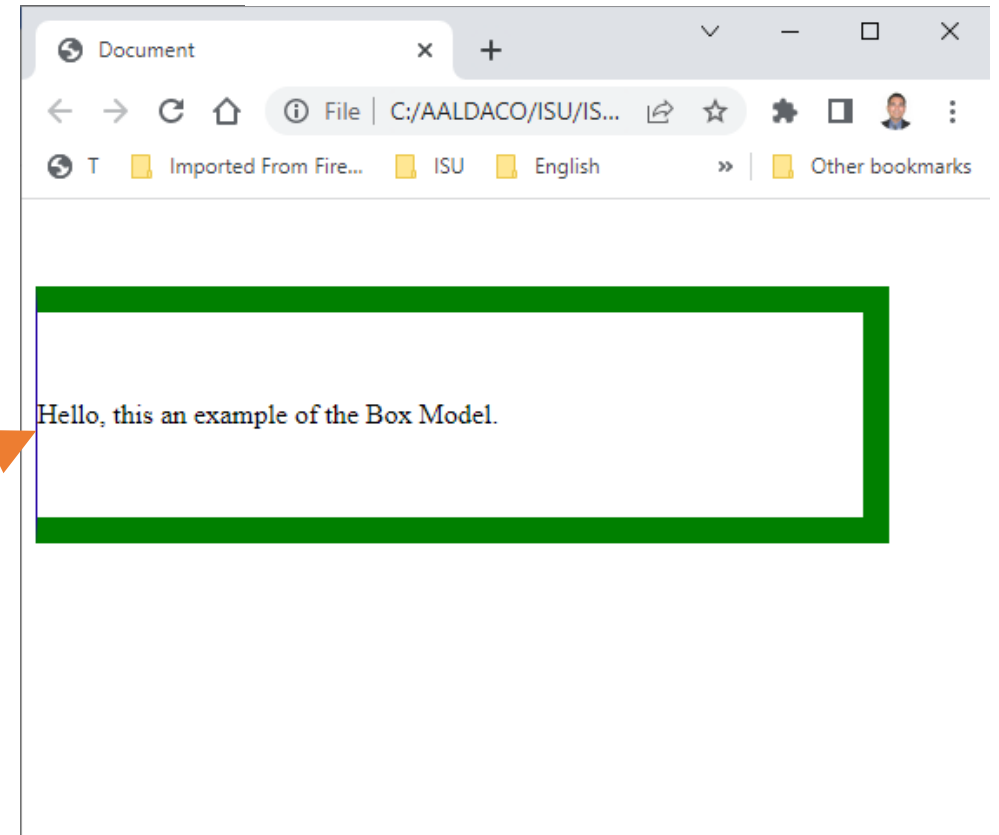 Document
File
C:/AALDACO/ISU/IS...
T
Imported From Fire...
ISU
English
Other bookmarks
Hello, this an example of the Box Model.